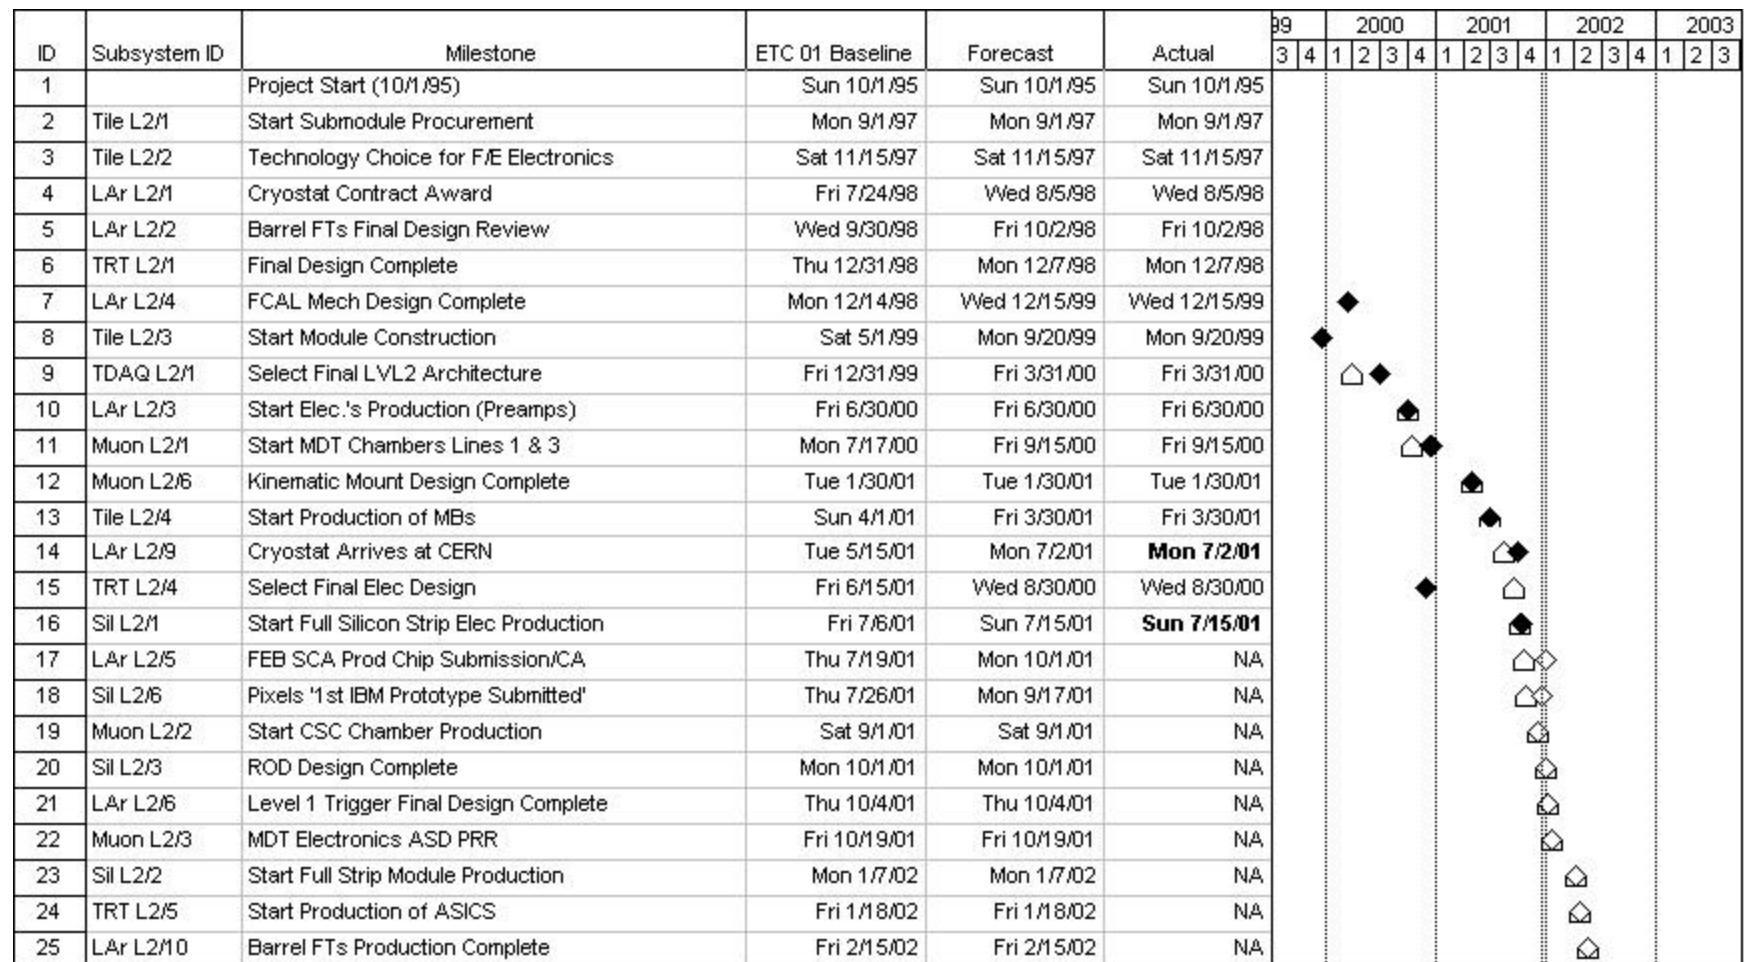 99 2000 2001 2002 2003
ID Subsystem ID Milestone ETC 01 Baseline Forecast Actual 3 4 1 2 3 4 1 2 3 4 1 2 3 4 1 2 3
1 Project Start (10/1/95) Sun 10/1/95 Sun 10/1/95 Sun 10/1/95
2 Tile L2/1 Start Submodule Procurement Mon 9/1/97 Mon 9/1/97 Mon 9/1/97
3 Tile L2/2 Technology Choice for F/E Electronics Sat 11/15/97 Sat 11/15/97 Sat 11/15/97
4 LAr L2/1 Cryostat Contract Award Fri 7/24/98 Wed 8/5/98 Wed 8/5/98
5 LAr L2/2 Barrel FTs Final Design Review Wed 9/30/98 Fri 10/2/98 Fri 10/2/98
6 TRT L2/1 Final Design Complete Thu 12/31/98 Mon 12/7/98 Mon 12/7/98
7 LAr L2/4 FCAL Mech Design Complete Mon 12/14/98 Wed 12/15/99 Wed 12/15/99
8 Tile L2/3 Start Module Construction Sat 5/1/99 Mon 9/20/99 Mon 9/20/99
9 TDAQ L2/1 Select Final LVL2 Architecture Fri 12/31/99 Fri 3/31/00 Fri 3/31/00
10 LAr L2/3 Start Elec.'s Production (Preamps) Fri 6/30/00 Fri 6/30/00 Fri 6/30/00
11 Muon L2/1 Start MDT Chambers Lines 1 & 3 Mon 7/17/00 Fri 9/15/00 Fri 9/15/00
12 Muon L2/6 Kinematic Mount Design Complete Tue 1/30/01 Tue 1/30/01 Tue 1/30/01
13 Tile L2/4 Start Production of MBs Sun 4/1/01 Fri 3/30/01 Fri 3/30/01
14 LAr L2/9 Cryostat Arrives at CERN Tue 5/15/01 Mon 7/2/01 Mon 7/2/01
15 TRT L2/4 Select Final Elec Design Fri 6/15/01 Wed 8/30/00 Wed 8/30/00
16 Sil L2/1 Start Full Silicon Strip Elec Production Fri 7/6/01 Sun 7/15/01 Sun 7/15/01
17 LAr L2/5 FEB SCA Prod Chip Submission/CA Thu 7/19/01 Mon 10/1/01 NA
18 Sil L2/6 Pixels '1st IBM Prototype Submitted' Thu 7/26/01 Mon 9/17/01 NA
19 Muon L2/2 Start CSC Chamber Production Sat 9/1/01 Sat 9/1/01 NA
20 Sil L2/3 ROD Design Complete Mon 10/1/01 Mon 10/1/01 NA
21 LAr L2/6 Level 1 Trigger Final Design Complete Thu 10/4/01 Thu 10/4/01 NA
22 Muon L2/3 MDT Electronics ASD PRR Fri 10/19/01 Fri 10/19/01 NA
23 Sil L2/2 Start Full Strip Module Production Mon 1/7/02 Mon 1/7/02 NA
24 TRT L2/5 Start Production of ASICS Fri 1/18/02 Fri 1/18/02 NA
25 LAr L2/10 Barrel FTs Production Complete Fri 2/15/02 Fri 2/15/02 NA